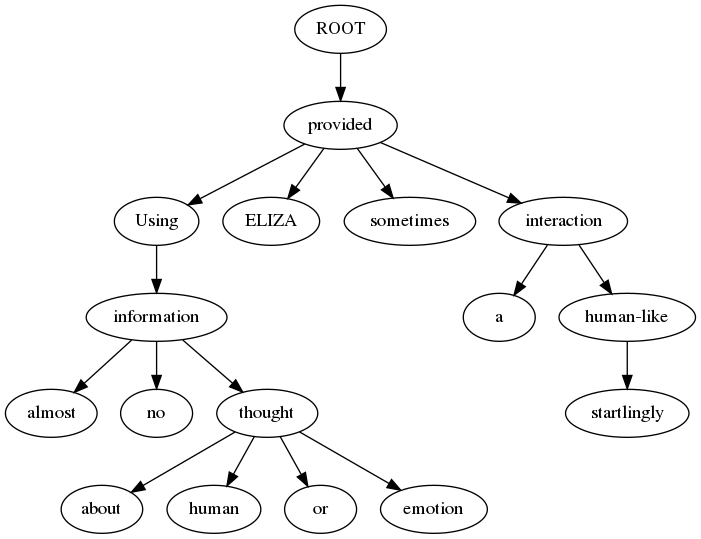 ROOT
provided
Using ELIZA sometimes interaction
information a human-like
almost no thought startlingly
about human or emotion